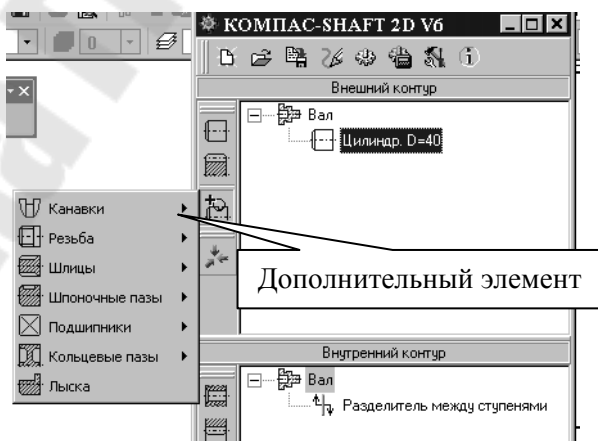 КОМПАС-SHAFT 2D V6
0
Внешний контур
Вал
Цилиндр. D=40
Канавки
Резьба
Шлицы
Шпоночные пазы
Подшипники
Кольцевые пазы
Лыска
Дополнительный элемент
Внутренний контур
Вал
Разделитель между ступенями